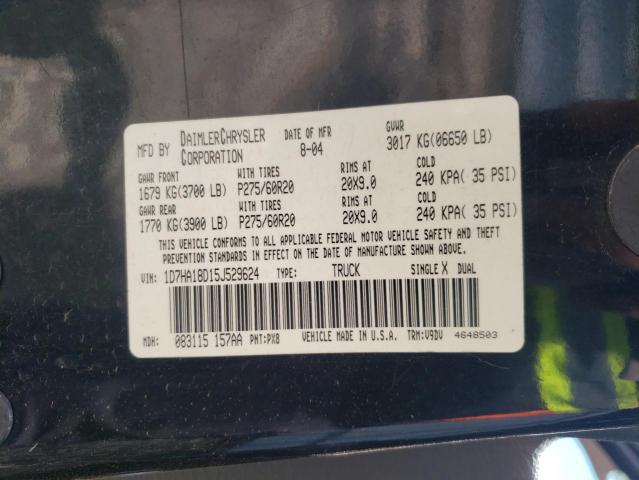 MFD BY DAIMLERCHRYSLER CORPORATION DATE OF MFR 8-04 GVWR 3017 KG(06650 LB)
GAWR FRONT WITH TIRES RIMS AT COLD
1679 KG(3700 LB) P275/60R20 20X9.0 240 KPA( 35 PSI)
GAWR REAR WITH TIRES RIMS AT COLD
1770 KG(3900 LB) P275/60R20 20X9.0 240 KPA( 35 PSI)
THIS VEHICLE CONFORMS TO ALL APPLICABLE FEDERAL MOTOR VEHICLE SAFETY AND THEFT
PREVENTION STANDARDS IN EFFECT ON THE DATE OF MANUFACTURE SHOWN ABOVE.
VIN: 1D7HA18D15J529624 TYPE: TRUCK SINGLE X DUAL
MDH: 083115 157AA PNT:PX8 VEHICLE MADE IN U.S.A. TRM:V9DV 4648503